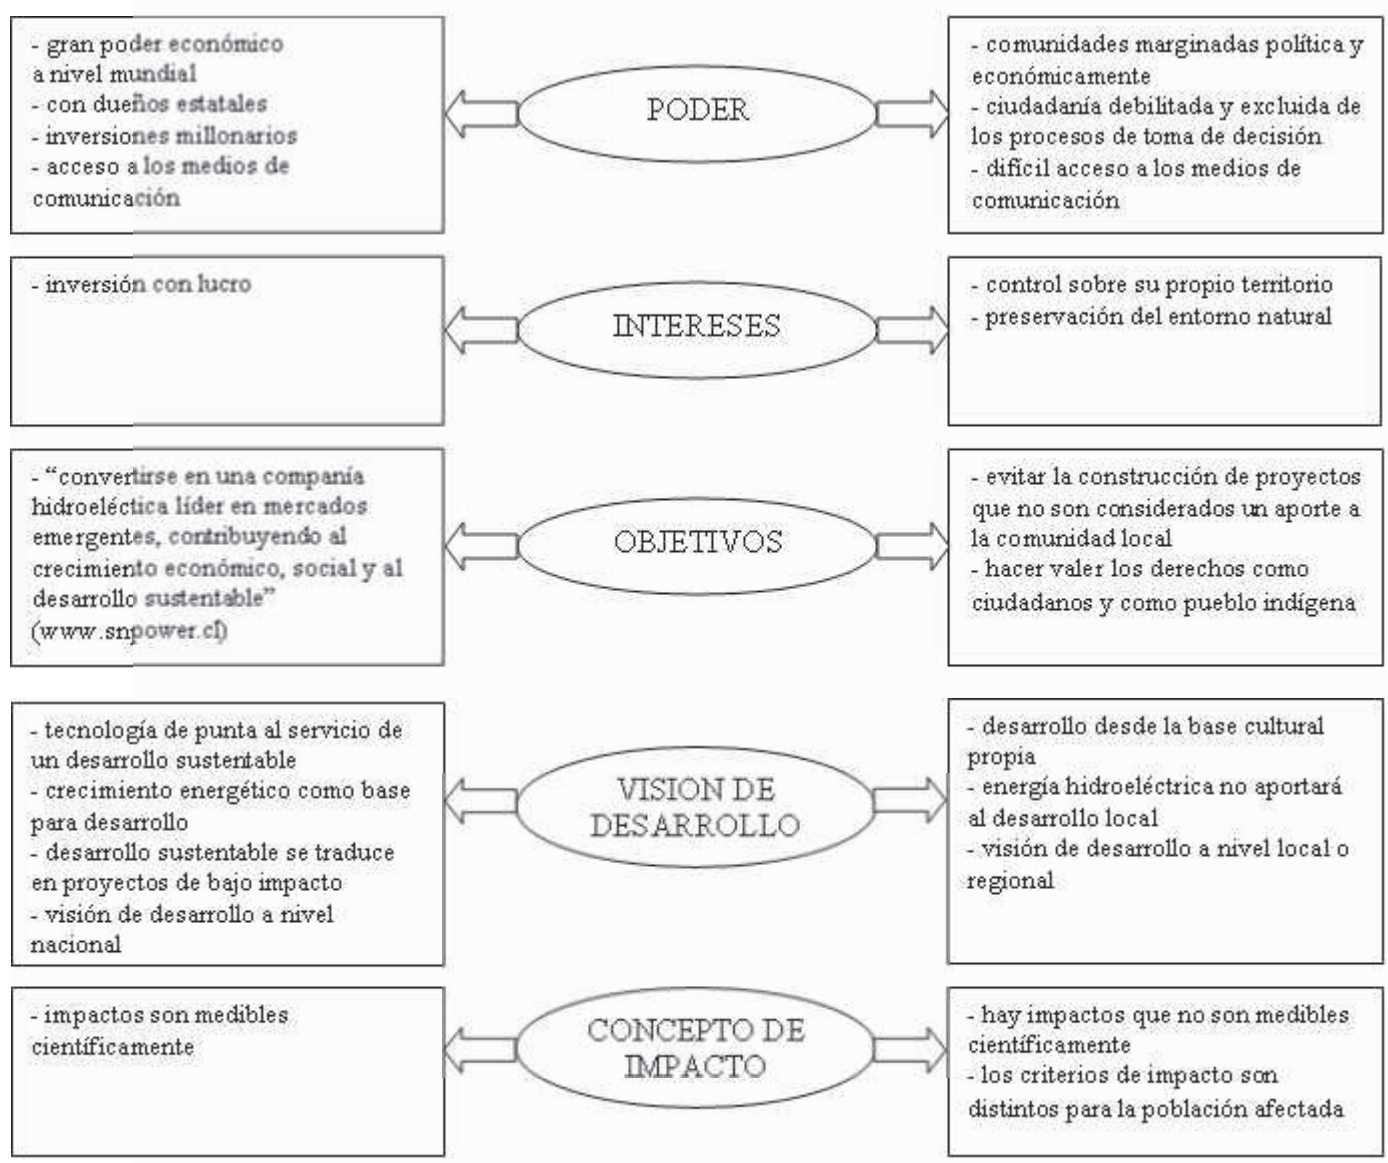 - gran poder económico
a nivel mundial
- con dueños estatales
- inversiones millonarios
- acceso a los medios de
comunicación
PODER
- comunidades marginadas política y
económicamente
- ciudadanía debilitada y excluida de
los procesos de toma de decisión
- difícil acceso a los medios de
comunicación
- inversión con lucro
INTERESES
- control sobre su propio territorio
- preservación del entorno natural
- “convertirse en una compañía
hidroeléctica líder en mercados
emergentes, contribuyendo al
crecimiento económico, social y al
desarrollo sustentable”
(www.snpower.cl)
OBJETIVOS
- evitar la construcción de proyectos
que no son considerados un aporte a
la comunidad local
- hacer valer los derechos como
ciudadanos y como pueblo indígena
- tecnología de punta al servicio de
un desarrollo sustentable
- crecimiento energético como base
para desarrollo
- desarrollo sustentable se traduce
en proyectos de bajo impacto
- visión de desarrollo a nivel
nacional
VISION DE
DESARROLLO
- desarrollo desde la base cultural
propia
- energía hidroeléctrica no aportará
al desarrollo local
- visión de desarrollo a nivel local o
regional
- impactos son medibles
científicamente
CONCEPTO DE
IMPACTO
- hay impactos que no son medibles
científicamente
- los criterios de impacto son
distintos para la población afectada